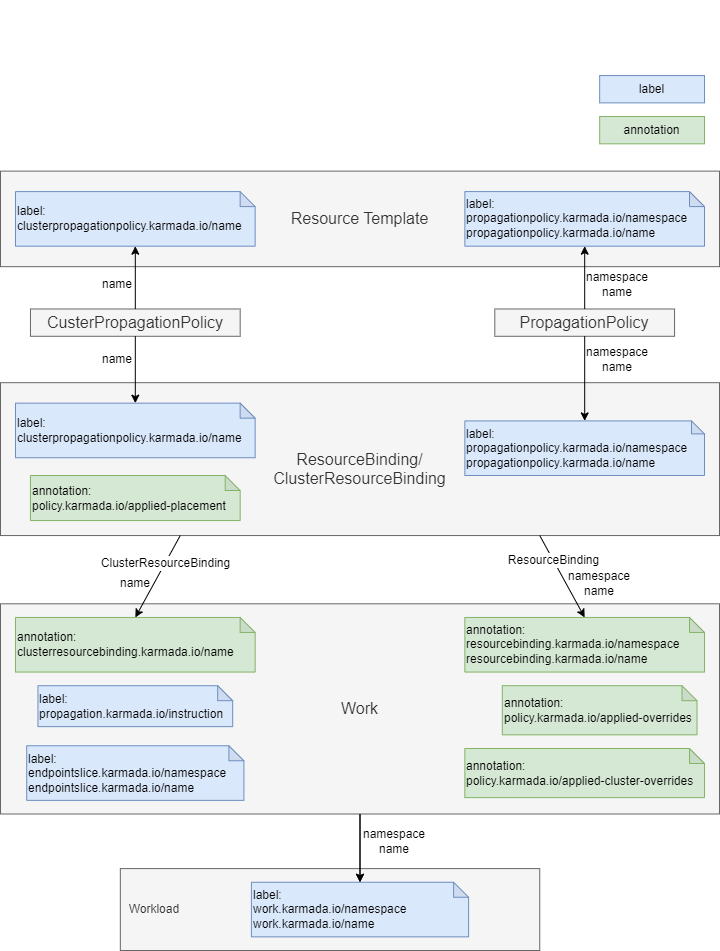 label
annotation
label:
clusterpropagationpolicy.karmada.io/name
Resource Template
label:
propagationpolicy.karmada.io/namespace
propagationpolicy.karmada.io/name
name
namespace
name
CusterPropagationPolicy
PropagationPolicy
name
namespace
name
label:
clusterpropagationpolicy.karmada.io/name
annotation:
policy.karmada.io/applied-placement
ResourceBinding/
ClusterResourceBinding
label:
propagationpolicy.karmada.io/namespace
propagationpolicy.karmada.io/name
ClusterResourceBinding
name
ResourceBinding
namespace
name
annotation:
clusterresourcebinding.karmada.io/name
label:
propagation.karmada.io/instruction
label:
endpointslice.karmada.io/namespace
endpointslice.karmada.io/name
Work
annotation:
resourcebinding.karmada.io/namespace
resourcebinding.karmada.io/name
annotation:
policy.karmada.io/applied-overrides
annotation:
policy.karmada.io/applied-cluster-overrides
namespace
name
Workload
label:
work.karmada.io/namespace
work.karmada.io/name